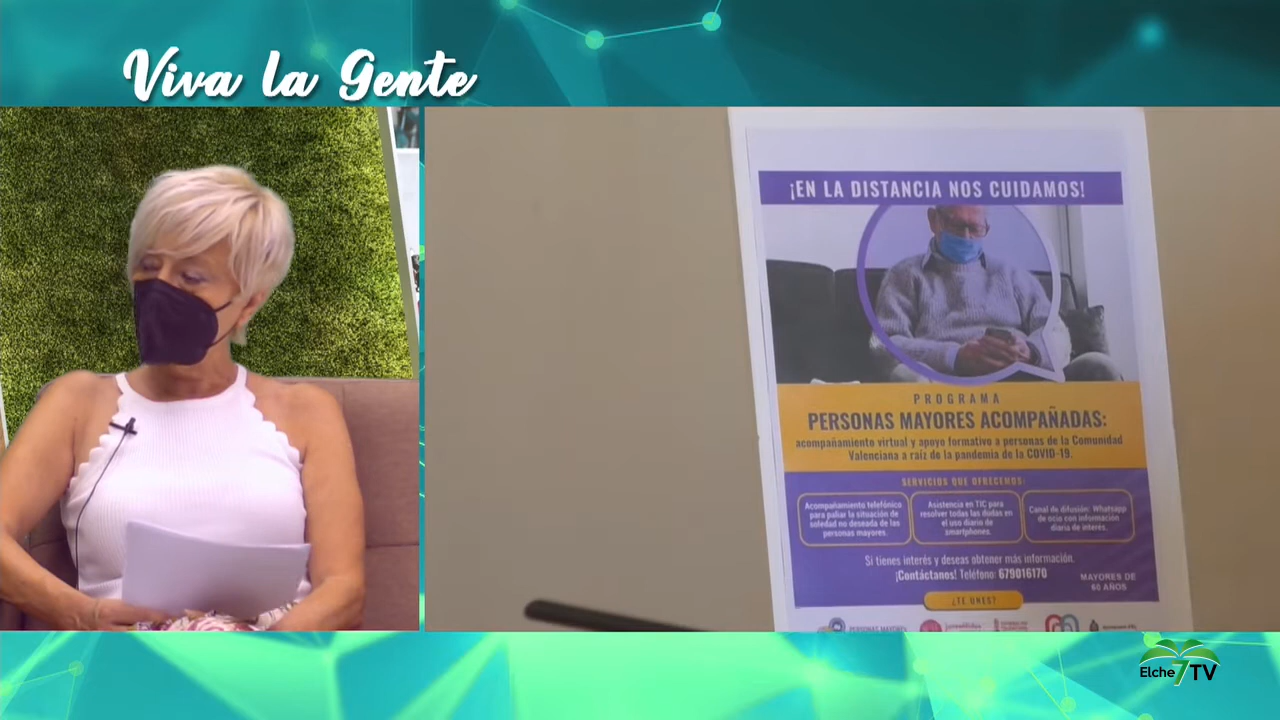 Viva la Gente
¡EN LA DISTANCIA NOS CUIDAMOS!
PROGRAMA
PERSONAS MAYORES ACOMPAÑADAS:
acompañamiento virtual y apoyo formativo a personas de la Comunidad
Valenciana a raíz de la pandemia de la COVID-19.
SERVICIOS QUE OFRECEMOS:
Acompañamiento telefónico
para paliar la situación de
soledad no deseada de las
personas mayores.
Asistencia en TIC para
resolver todas las dudas en
el uso diario de
smartphones.
Canal de difusión: Whatsapp
de ocio con información
diaria de interés.
Si tienes interés y deseas obtener más información.
¡Contáctanos! Teléfono: 679016170
MAYORES DE
60 AÑOS
¿TE UNES?
PERSONAS MAYORES
Elche7TV